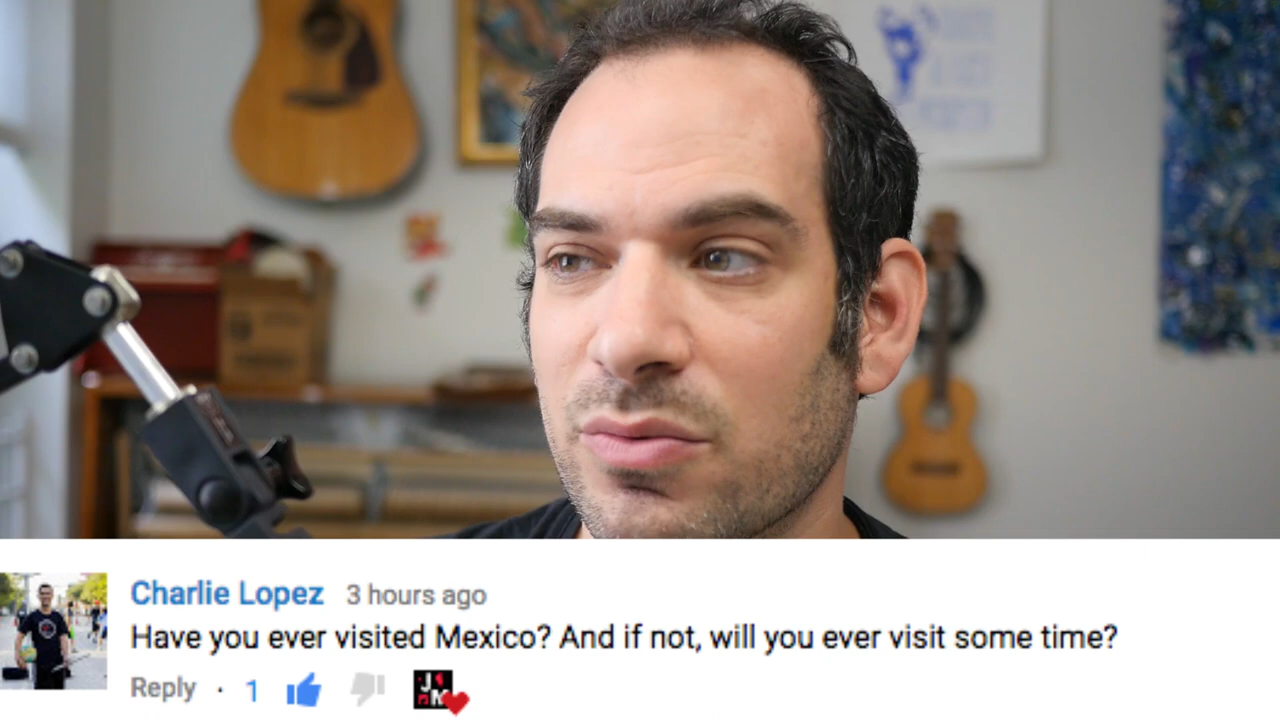 Charlie Lopez 3 hours ago
Have you ever visited Mexico? And if not, will you ever visit some time?
Reply · 1